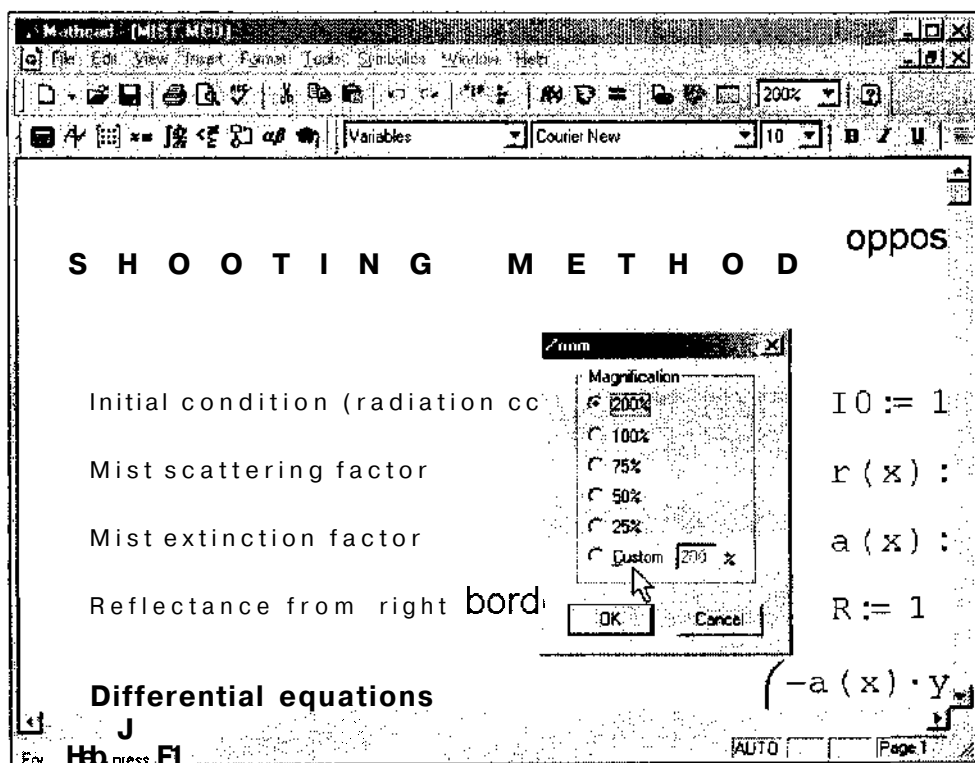 Mathcad - [MIST.MCD]
File Edit View Insert Format Tools Symbolics Window Help
200%
Variables Courier New 10 B I U
oppos
SHOOTING METHOD
Zoom
Magnification
Initial condition (radiation cc 200% I0 := 1
100%
Mist scattering factor 75% r(x) :
50%
25%
Mist extinction factor a(x) :
Custom 200 %
Reflectance from right bord R := 1
OK Cancel
Differential equations (-a(x)·y
J
press F1 AUTO Page 1